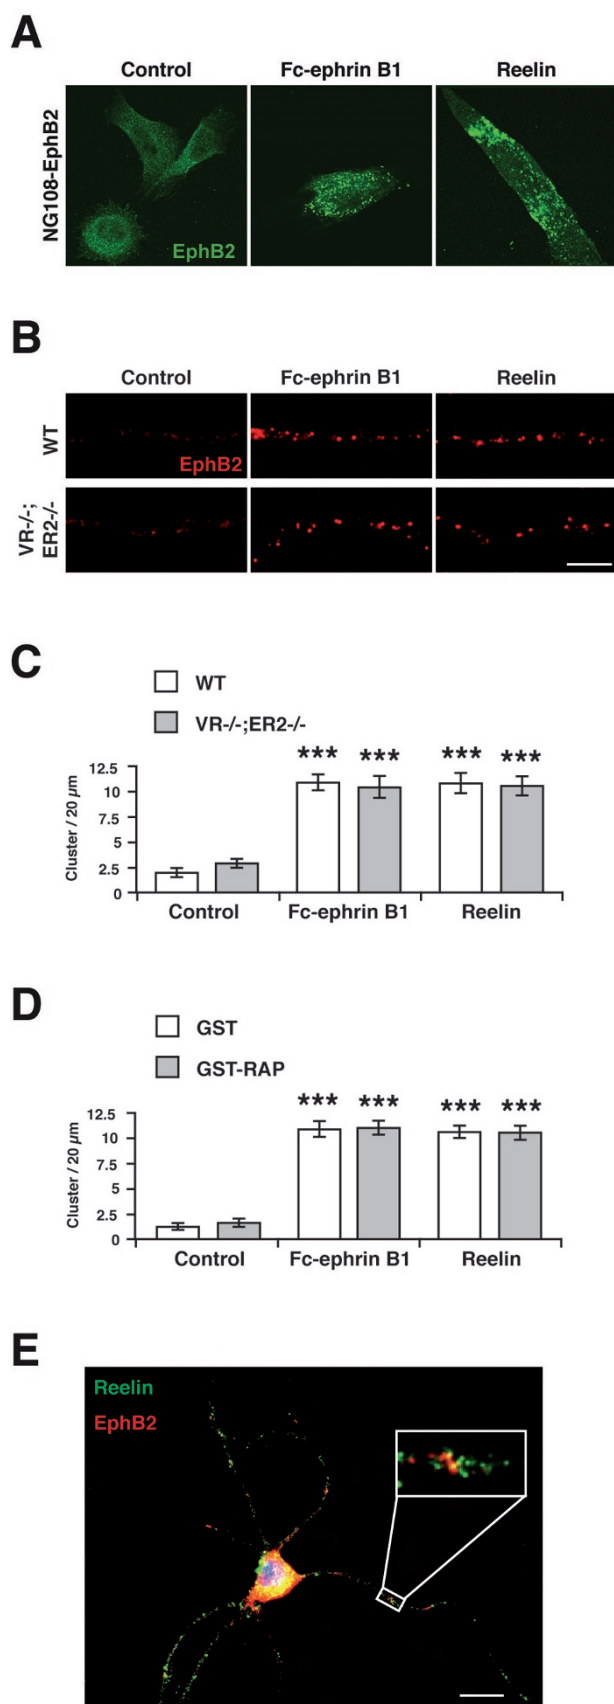 A
Control Fc-ephrin B1 Reelin
NG108-EphB2
EphB2
B
Control Fc-ephrin B1 Reelin
WT
EphB2
VR-/-;
ER2-/-
C
WT
VR-/-;ER2-/-
*** *** *** ***
Cluster / 20 µm
12.5
10
7.5
5
2.5
0
Control Fc-ephrin B1 Reelin
D
GST
GST-RAP
*** *** *** ***
Cluster / 20 µm
12.5
10
7.5
5
2.5
0
Control Fc-ephrin B1 Reelin
E
Reelin
EphB2